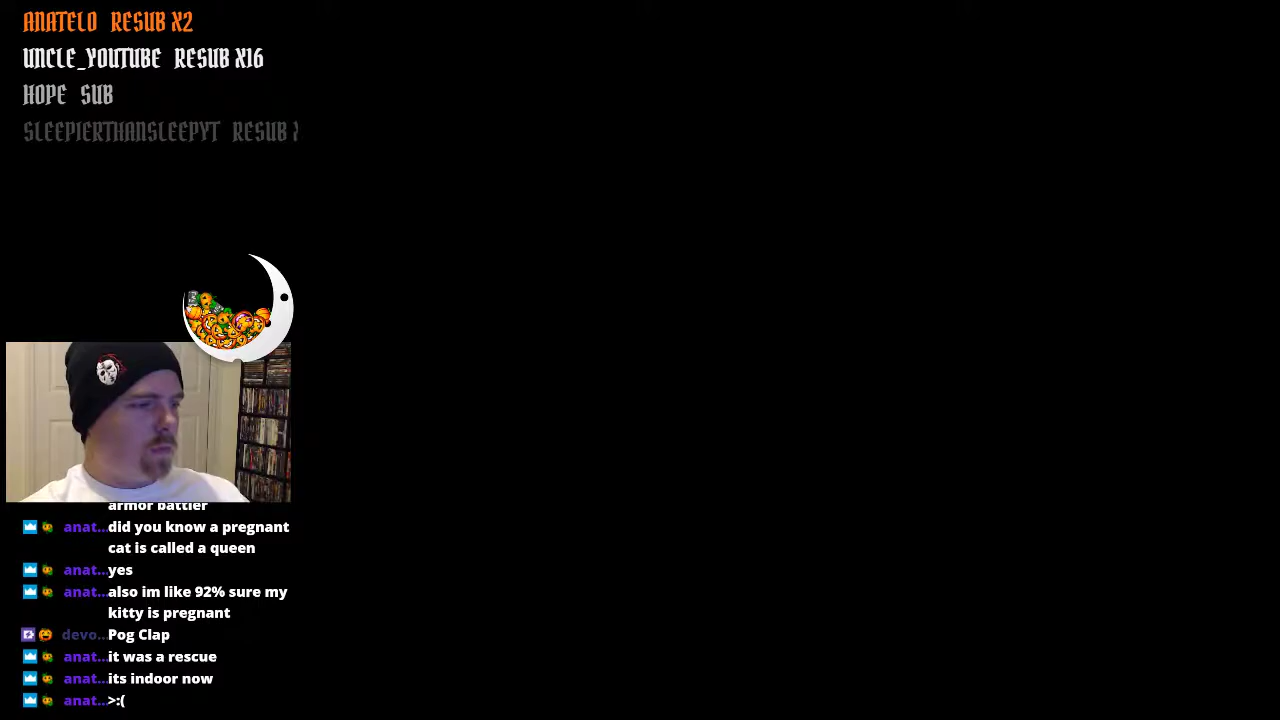 ANATELO RESUB X2
UNCLE_YOUTUBE RESUB X16
HOPE SUB
SLEEPIERTHANSLEEPYT RESUB
armor battler
anat... did you know a pregnant
cat is called a queen
anat... yes
anat... also im like 92% sure my
kitty is pregnant
devo... Pog Clap
anat... it was a rescue
anat... its indoor now
anat... >:(